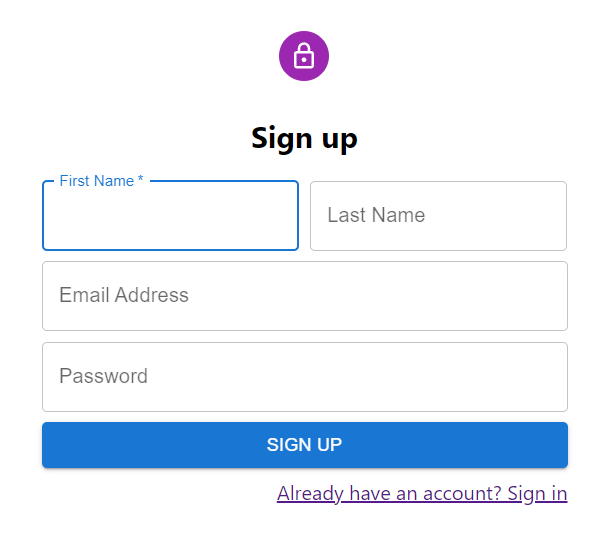 Sign up
First Name *
Last Name
Email Address
Password
SIGN UP
Already have an account? Sign in